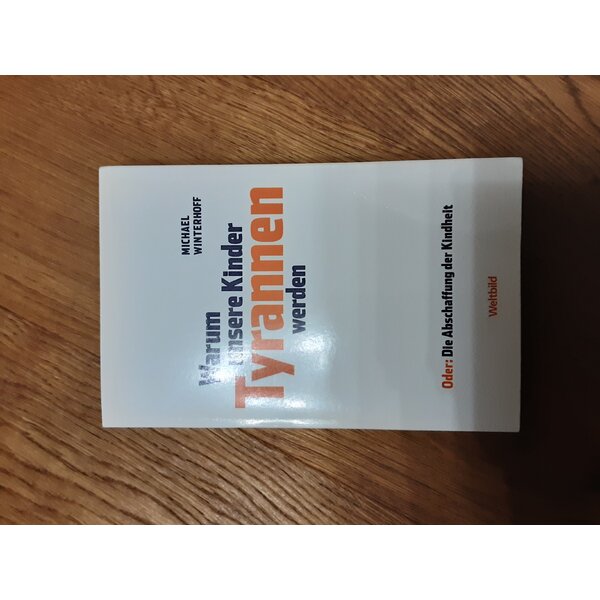 MICHAEL
WINTERHOFF
Warum
unsere Kinder
Tyrannen
werden
Oder: Die Abschaffung der Kindheit
Weltbild